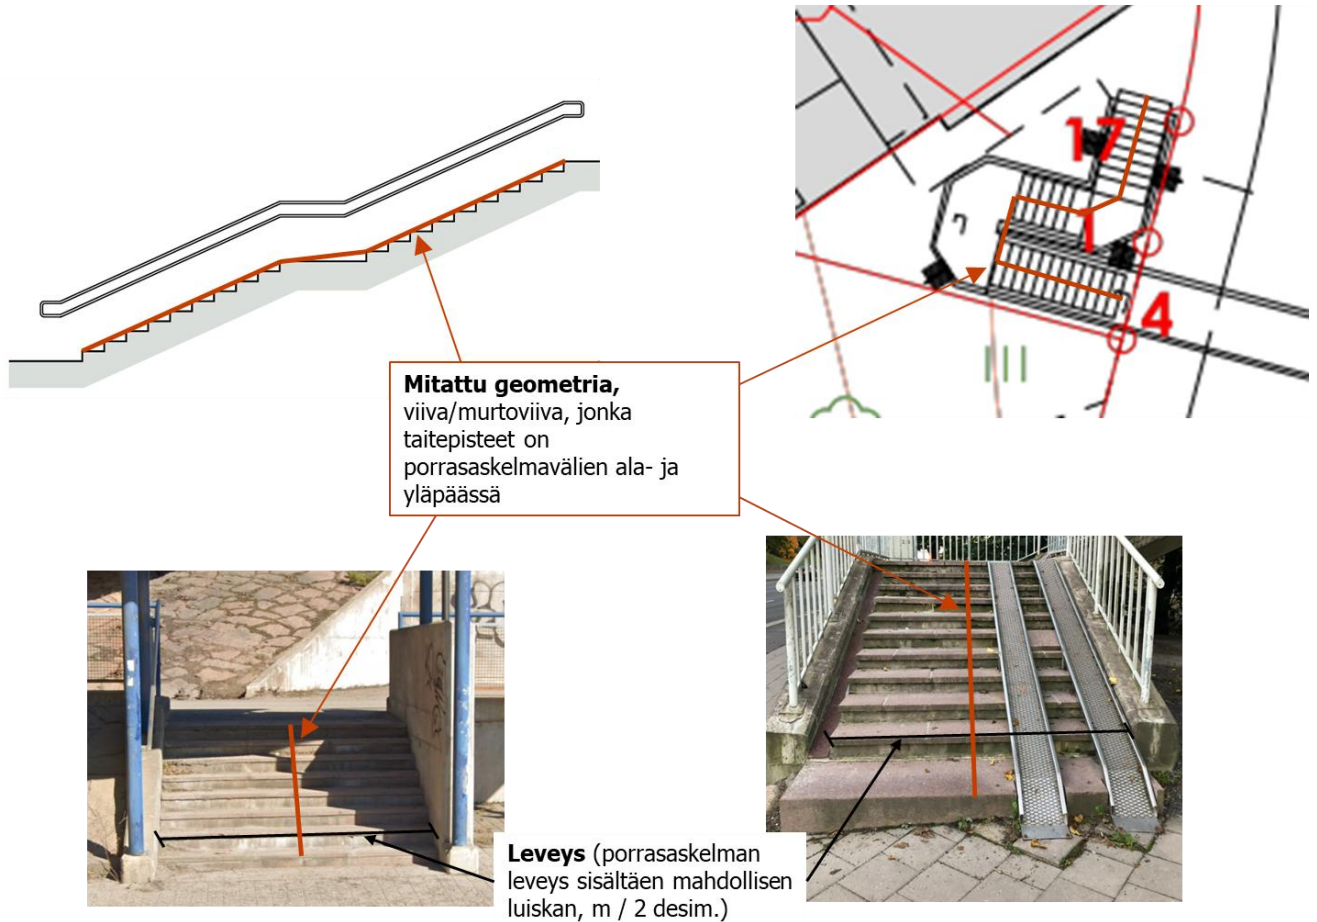 17
1
4
Mitattu geometria,
viiva/murtoviiva, jonka
taitepisteet on
porrasaskelmavälien ala- ja
yläpäässä
Leveys (porrasaskelman
leveys sisältäen mahdollisen
luiskan, m / 2 desim.)